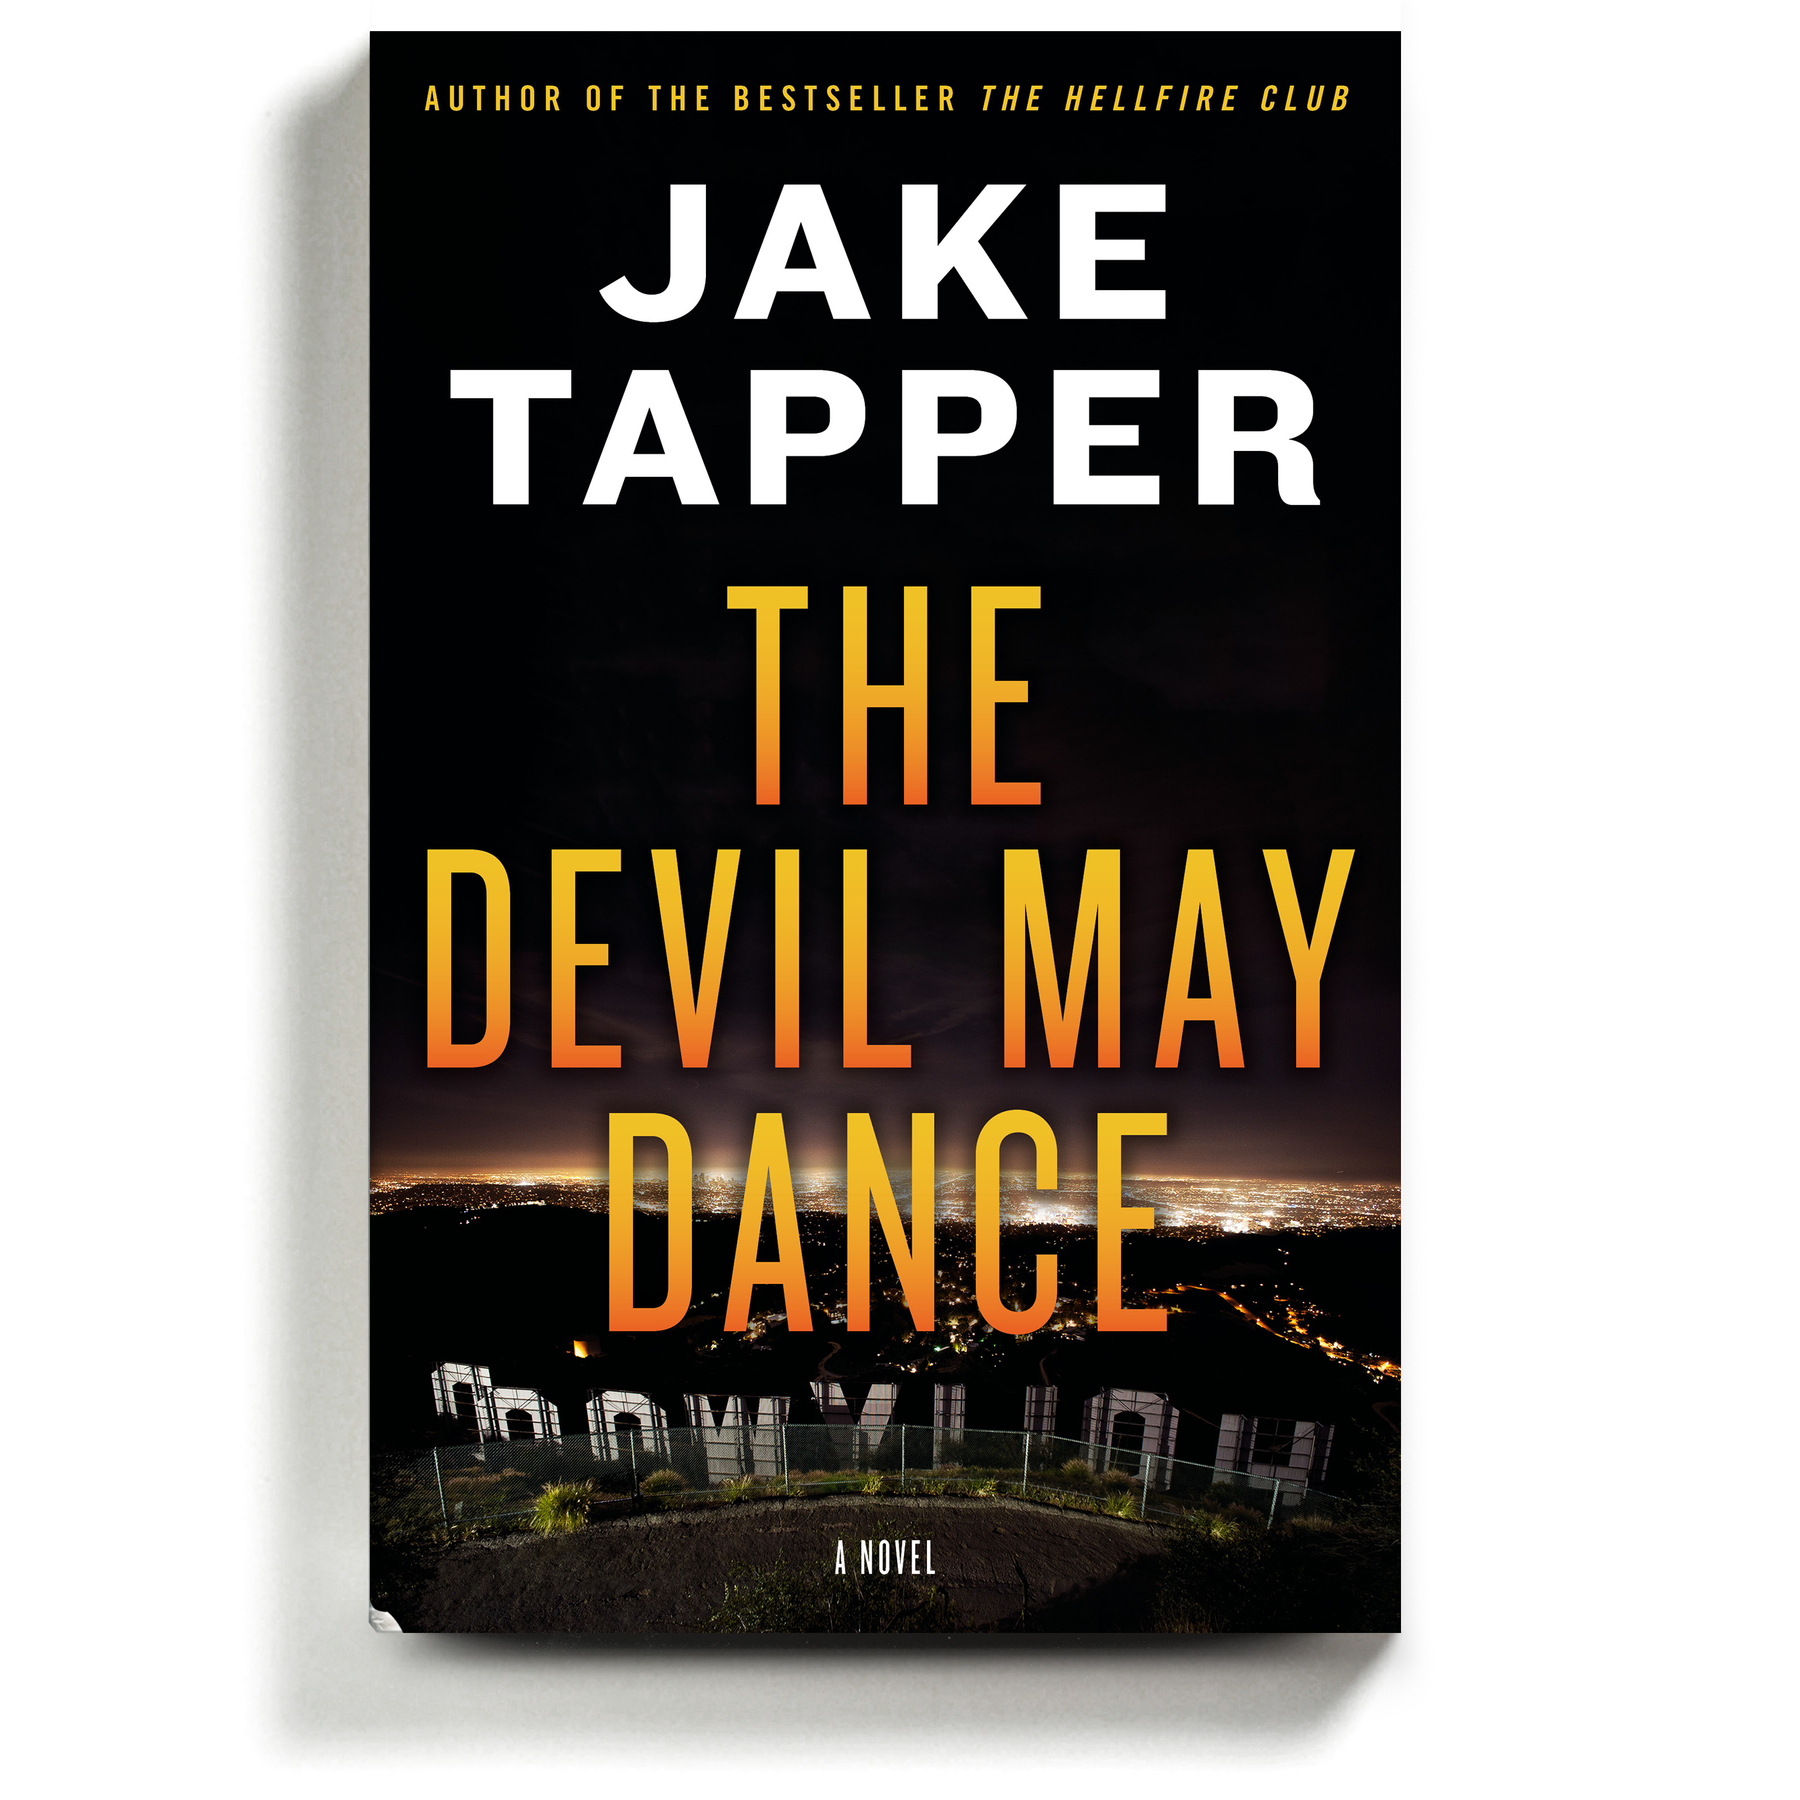 AUTHOR OF THE BESTSELLER THE HELLFIRE CLUB
JAKE
TAPPER
THE
DEVIL MAY
DANCE
A NOVEL